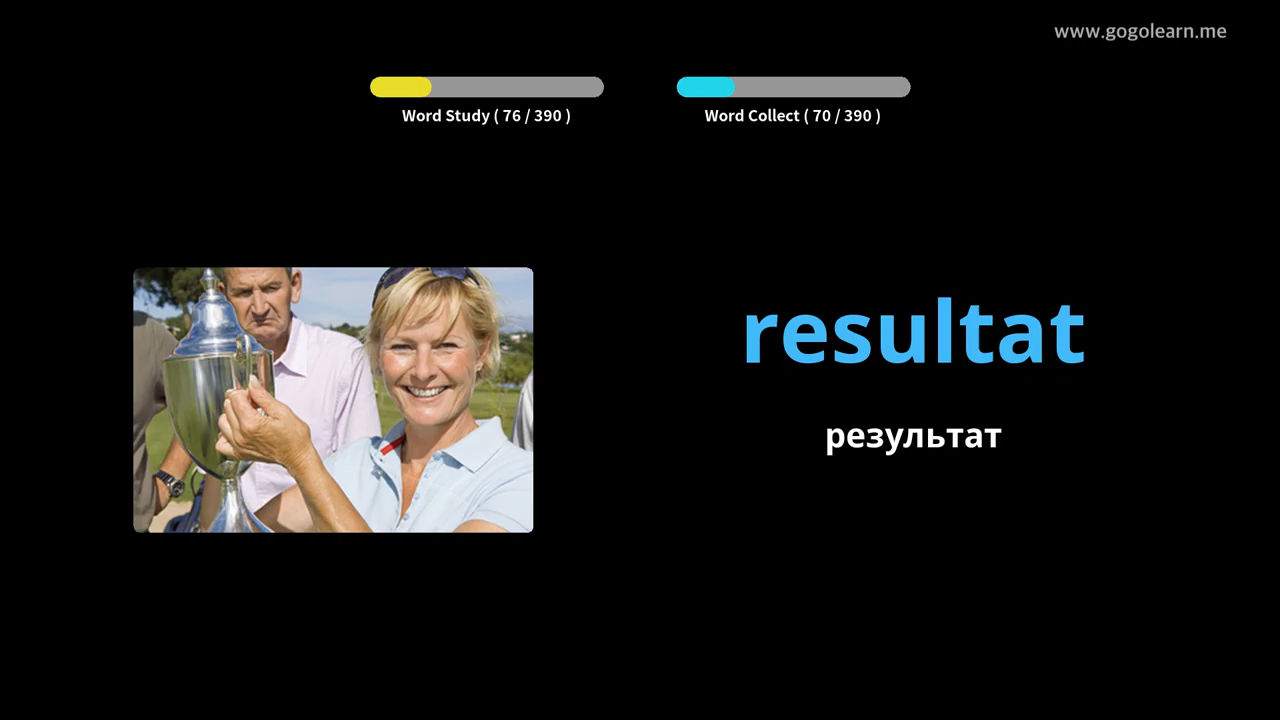 www.gogolearn.me
Word Study ( 76 / 390 )
Word Collect ( 70 / 390 )
resultat
результат